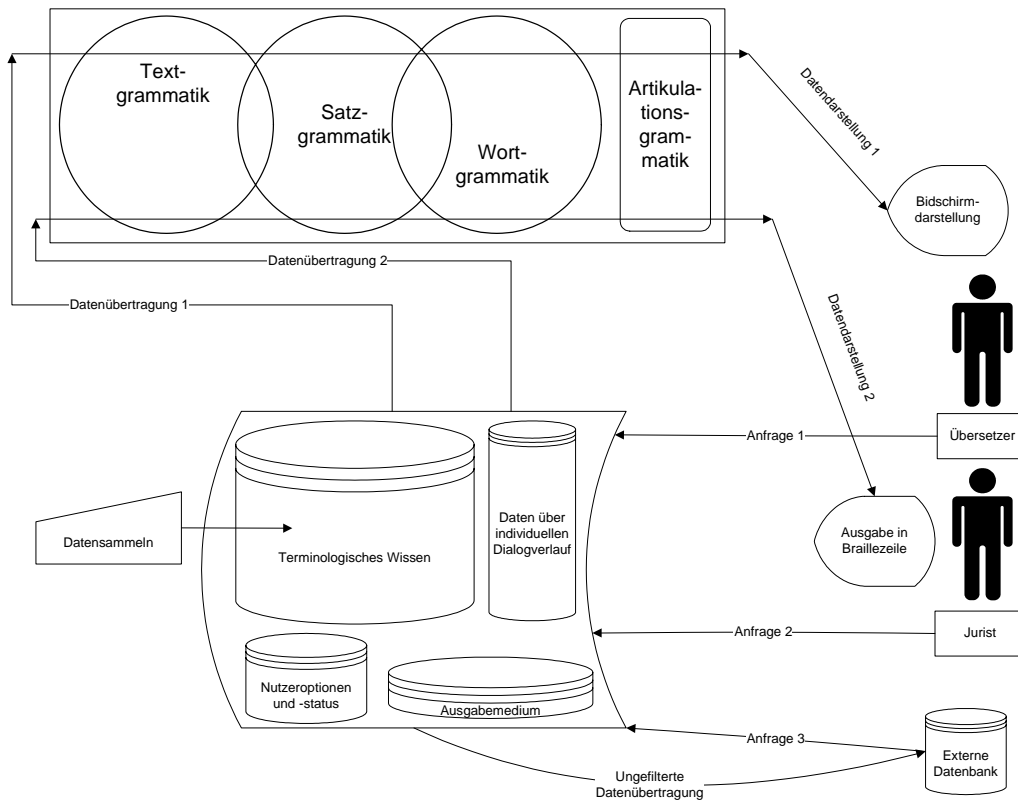 Text-
grammatik
Satz-
grammatik
Wort-
grammatik
Artikula-
tions-
gram-
matik
Datendarstellung 1
Bidschirm-
darstellung
Datenübertragung 2
Datenübertragung 1
Datendarstellung 2
Anfrage 1
Übersetzer
Datensammeln
Terminologisches Wissen
Daten über
individuellen
Dialogverlauf
Ausgabe in
Braillezeile
Anfrage 2
Jurist
Nutzeroptionen
und -status
Ausgabemedium
Anfrage 3
Externe
Datenbank
Ungefilterte
Datenübertragung